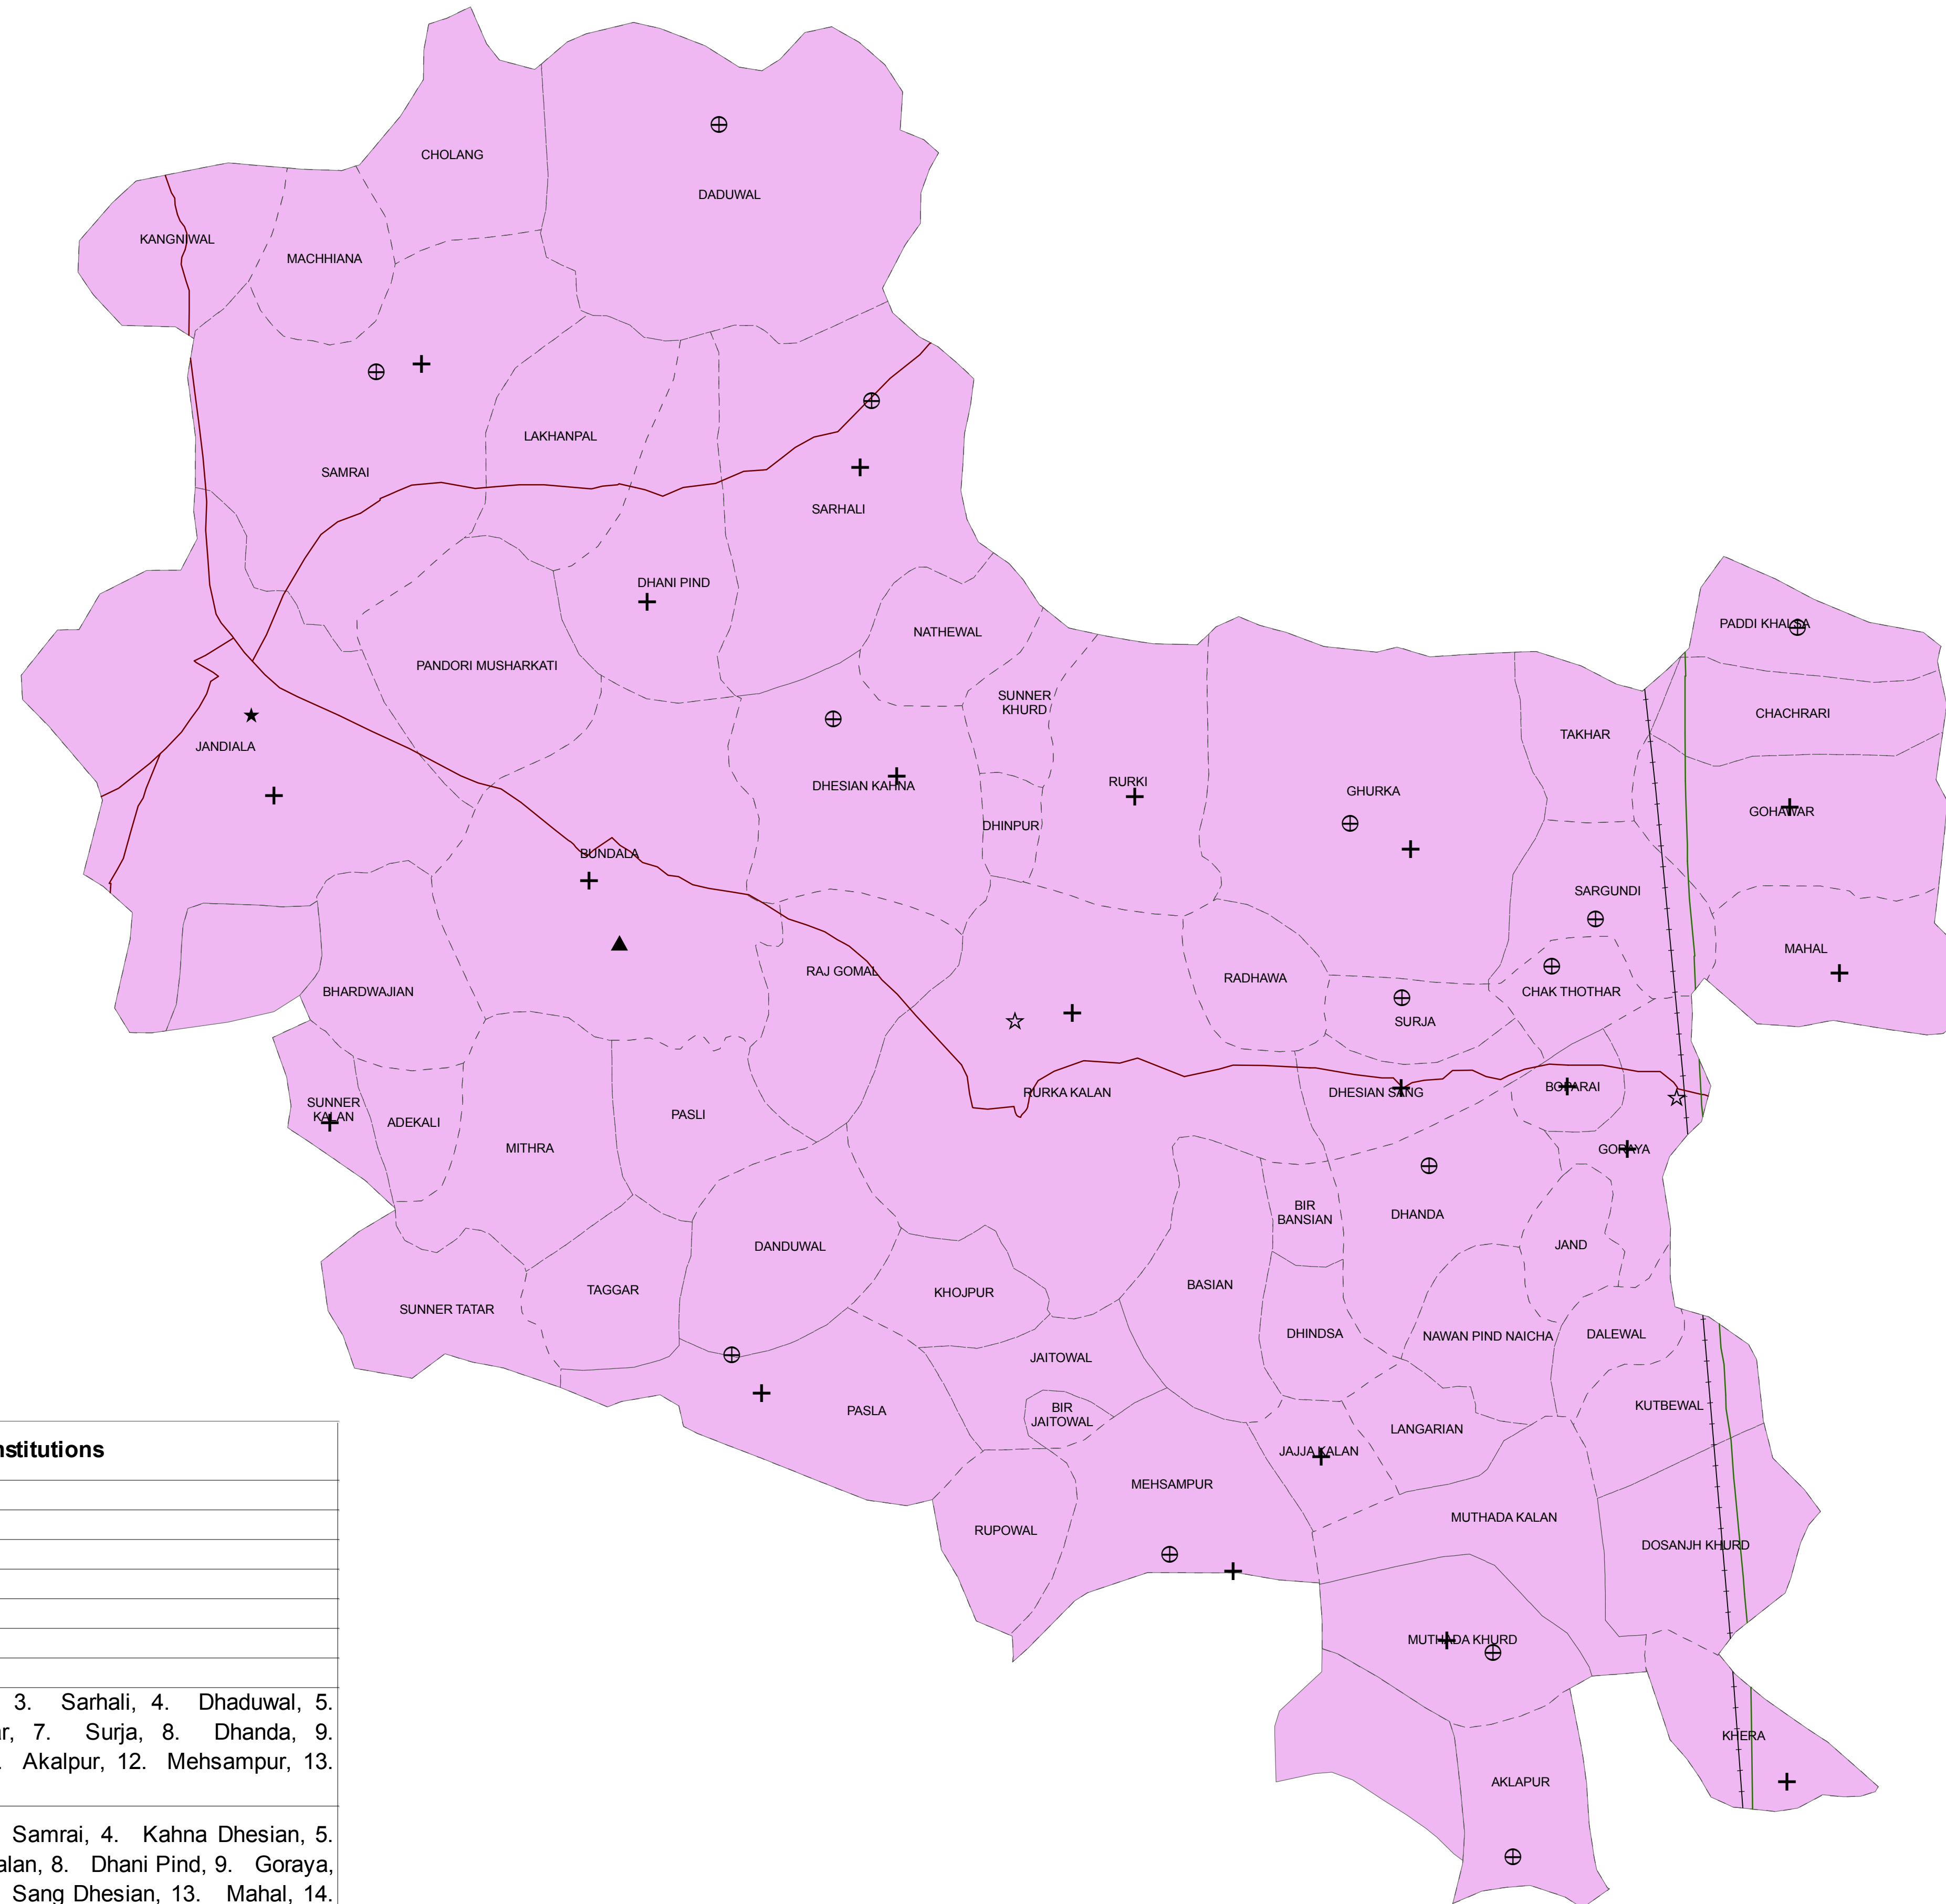 CHOLANG
DADUWAL
KANGNIWAL
MACHHIANA
LAKHANPAL
SAMRAI
SARHALI
DHANI PIND
NATHEWAL
PADDI KHALSA
PANDORI MUSHARKATI
SUNNER
KHURD
CHACHRARI
TAKHAR
JANDIALA
DHESIAN KAHNA
RURKI
GHURKA
GOHAWAR
DHINPUR
BUNDALA
SARGUNDI
MAHAL
RAJ GOMAL
RADHAWA
BHARDWAJIAN
CHAK THOTHAR
SURJA
RURKA KALAN
DHESIAN SANG
BOPARAI
SUNNER
KALAN
ADEKALI
PASLI
MITHRA
GORAYA
BIR
BANSIAN
DHANDA
DANDUWAL
JAND
BASIAN
TAGGAR
KHOJPUR
SUNNER TATAR
DHINDSA
NAWAN PIND NAICHA
DALEWAL
JAITOWAL
PASLA
BIR
JAITOWAL
KUTBEWAL
LANGARIAN
JAJJA KALAN
MEHSAMPUR
MUTHADA KALAN
RUPOWAL
DOSANJH KHURD
MUTHADA KHURD
KHERA
AKLAPUR
nstitutions
3. Sarhali, 4. Dhaduwal, 5.
ar, 7. Surja, 8. Dhanda, 9.
. Akalpur, 12. Mehsampur, 13.
Samrai, 4. Kahna Dhesian, 5.
alan, 8. Dhani Pind, 9. Goraya,
Sang Dhesian, 13. Mahal, 14.